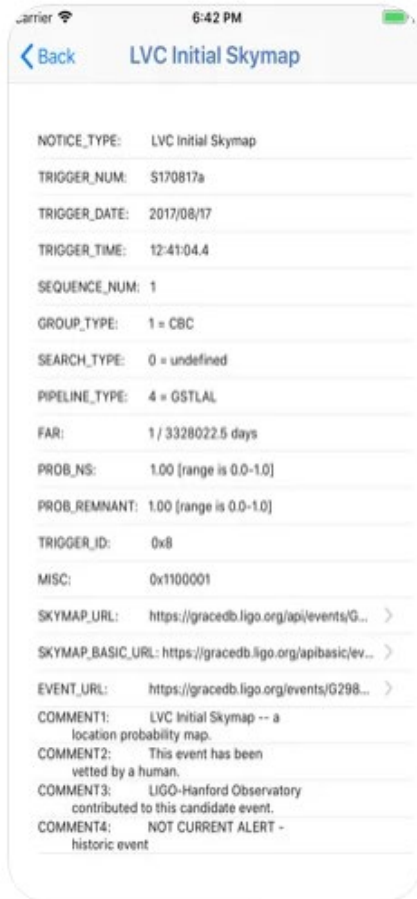 6:42 PM
Back LVC Initial Skymap
NOTICE_TYPE: LVC Initial Skymap
TRIGGER_NUM: S170817a
TRIGGER_DATE: 2017/08/17
TRIGGER_TIME: 12:41:04.4
SEQUENCE_NUM: 1
GROUP_TYPE: 1 = CBC
SEARCH_TYPE: 0 = undefined
PIPELINE_TYPE: 4 = GSTLAL
FAR: 1 / 3328022.5 days
PROB_NS: 1.00 [range is 0.0-1.0]
PROB_REMNANT: 1.00 [range is 0.0-1.0]
TRIGGER_ID: 0x8
MISC: 0x1100001
SKYMAP_URL: https://gracedb.ligo.org/api/events/G...
SKYMAP_BASIC_URL: https://gracedb.ligo.org/apibasic/ev...
EVENT_URL: https://gracedb.ligo.org/events/G298...
COMMENT1: LVC Initial Skymap -- a
location probability map.
COMMENT2: This event has been
vetted by a human.
COMMENT3: LIGO-Hanford Observatory
contributed to this candidate event.
COMMENT4: NOT CURRENT ALERT -
historic event